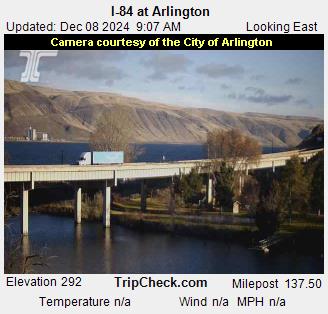 I-84 at Arlington
Updated: Dec 08 2024 9:07 AM Looking East
Camera courtesy of the City of Arlington
Elevation 292 TripCheck.com Milepost 137.50
Temperature n/a Wind n/a MPH n/a